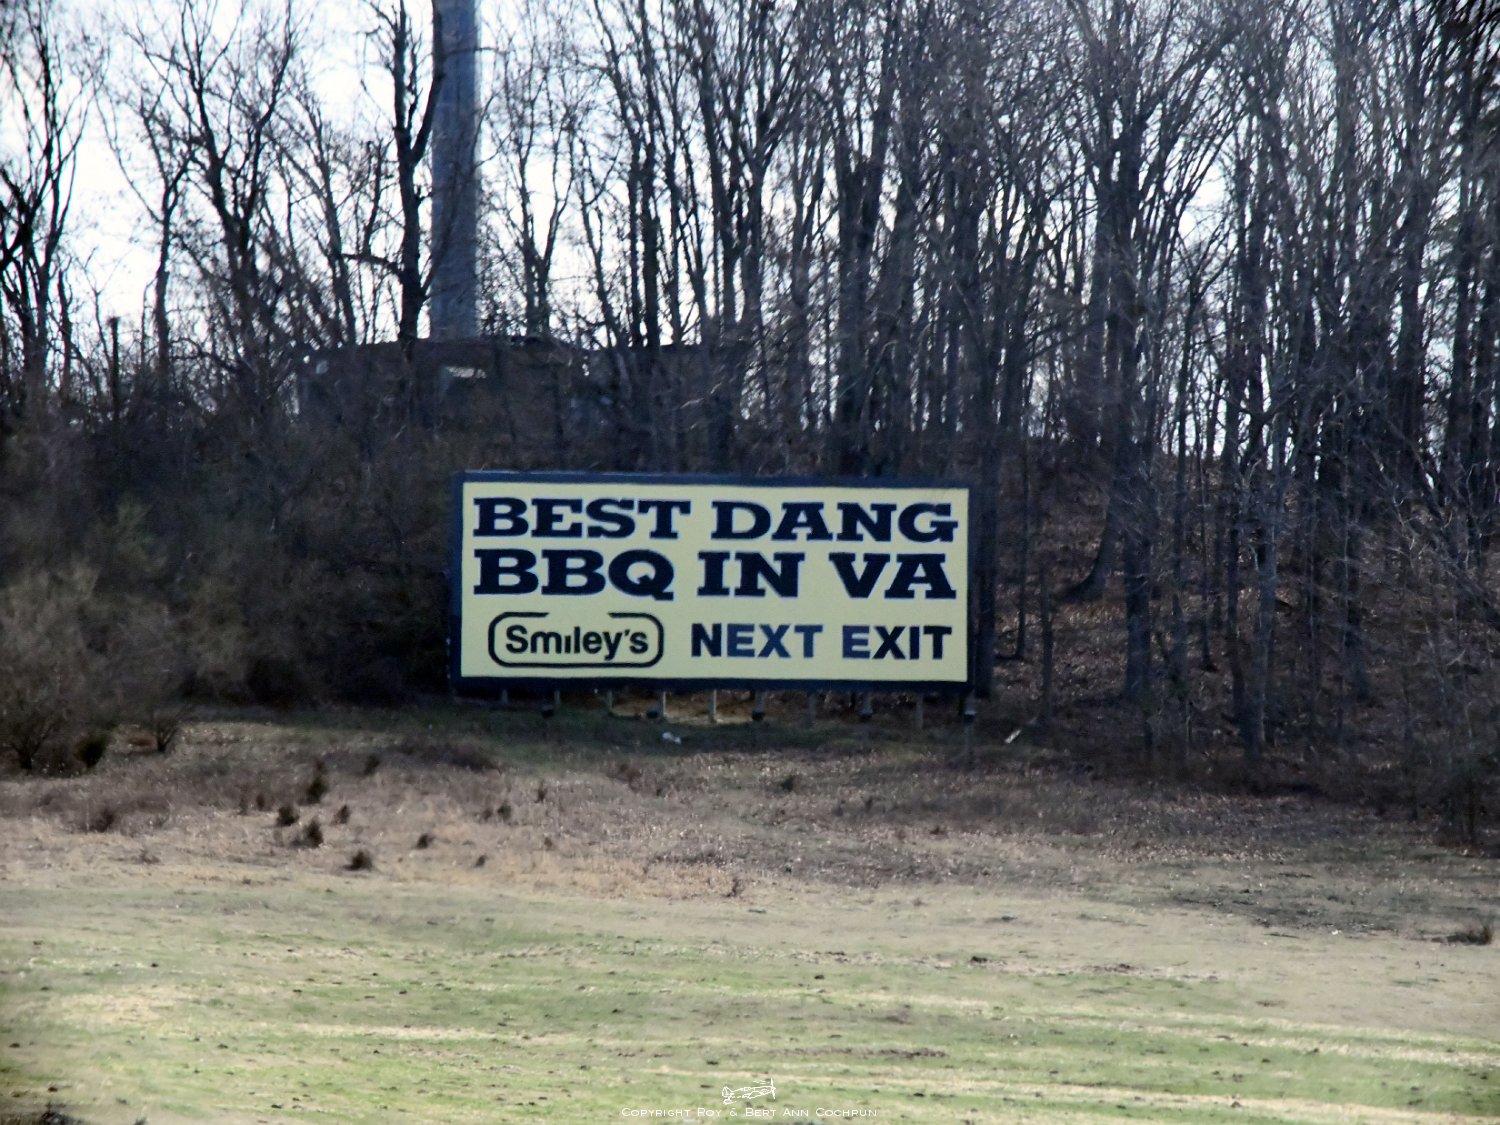 BEST DANG
BBQ IN VA
Smiley's NEXT EXIT
Copyright Roy & Bert Ann Cochrun